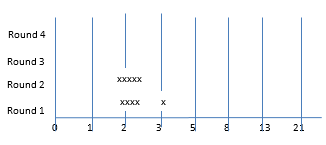 Round 4
Round 3
Round 2 xxxxx
Round 1 xxxx x
0 1 2 3 5 8 13 21